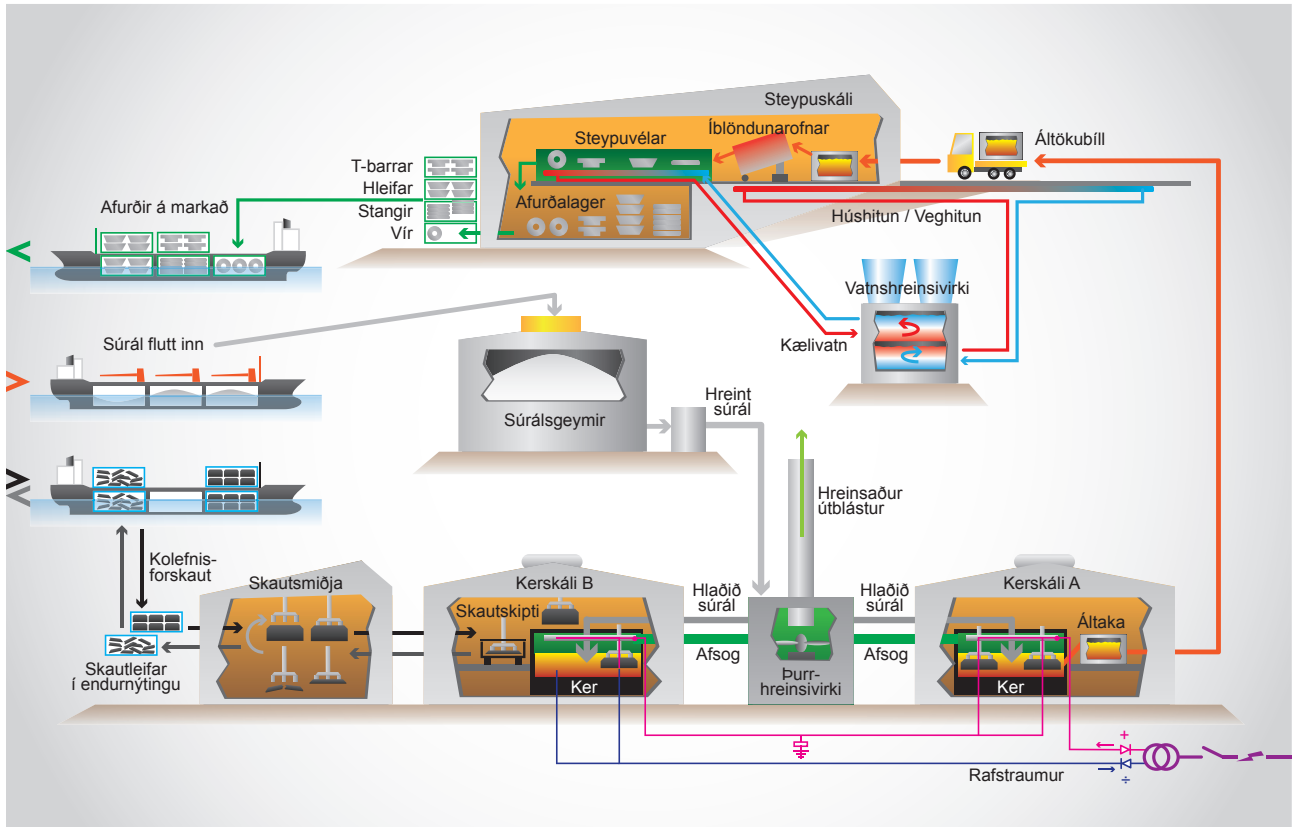 Steypuskáli
Steypuvélar
Íblöndunarofnar
Áltökubíll
T-barrar
Hleifar
Stangir
Vír
Afurðalager
Afurðir á markað
Húshitun / Veghitun
Vatnshreinsivirki
Kælivatn
Súrál flutt inn
Súrálsgeymir
Hreint
súrál
Hreinsaður
útblástur
Kolefnis-
forskaut
Skautsmiðja
Kerskáli B
Hlaðið
súrál
Hlaðið
súrál
Kerskáli A
Skautskipti
Áltaka
Skautleifar
í endurnýtingu
Afsog
Afsog
Ker
Þurr-
hreinsivirki
Ker
+
Rafstraumur
÷